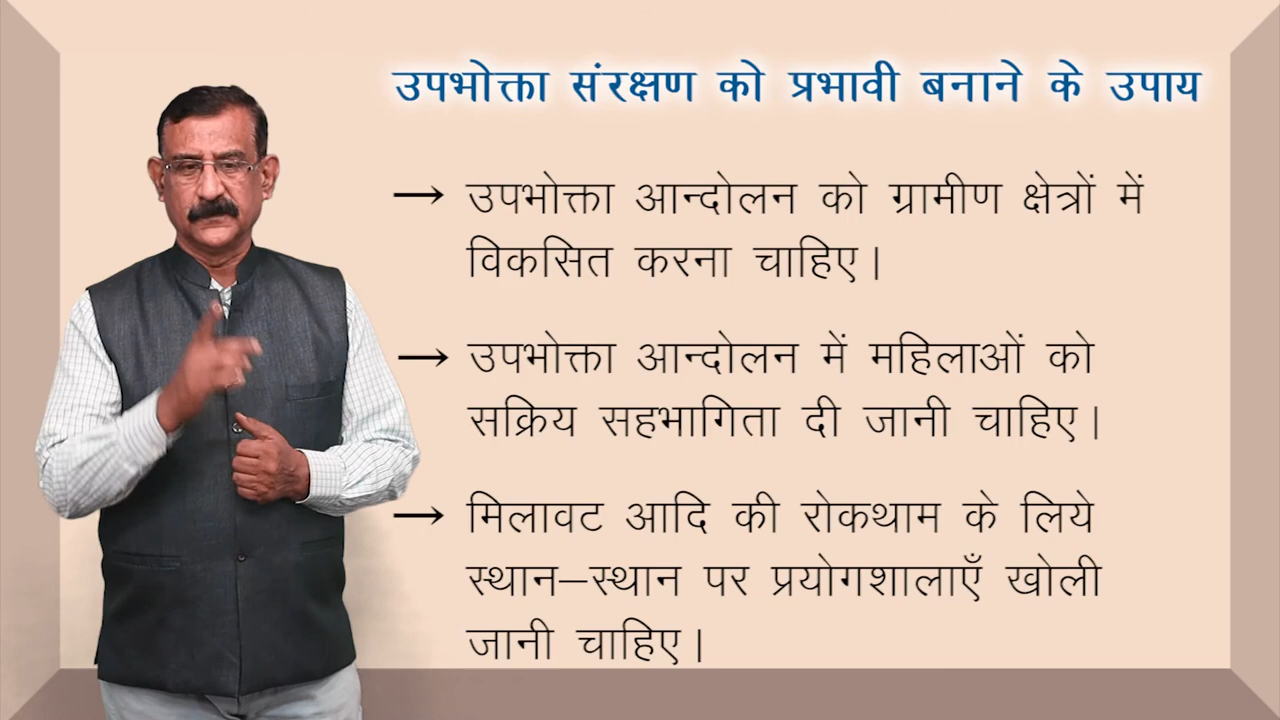 उपभोक्ता संरक्षण को प्रभावी बनाने के उपाय
→ उपभोक्ता आन्दोलन को ग्रामीण क्षेत्रों में
विकसित करना चाहिए।
→ उपभोक्ता आन्दोलन में महिलाओं को
सक्रिय सहभागिता दी जानी चाहिए।
→ मिलावट आदि की रोकथाम के लिये
स्थान–स्थान पर प्रयोगशालाएँ खोली
जानी चाहिए।